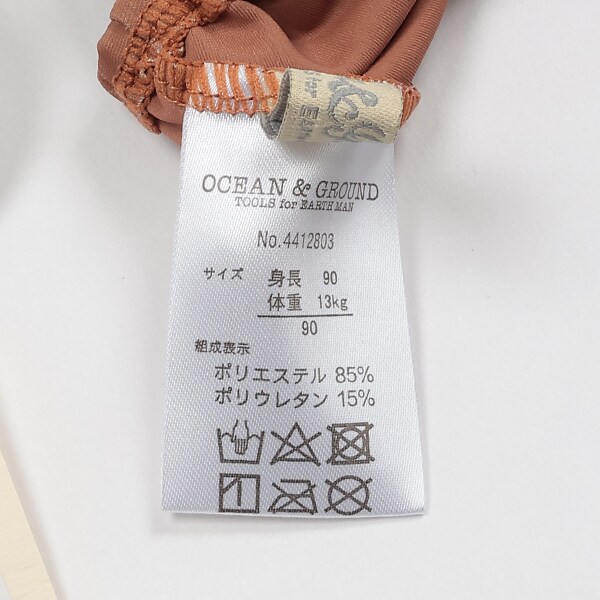 OCEAN & GROUND
TOOLS for EARTH MAN
No.4412803
サイズ 身長 90
体重 13kg
90
組成表示
ポリエステル 85%
ポリウレタン 15%